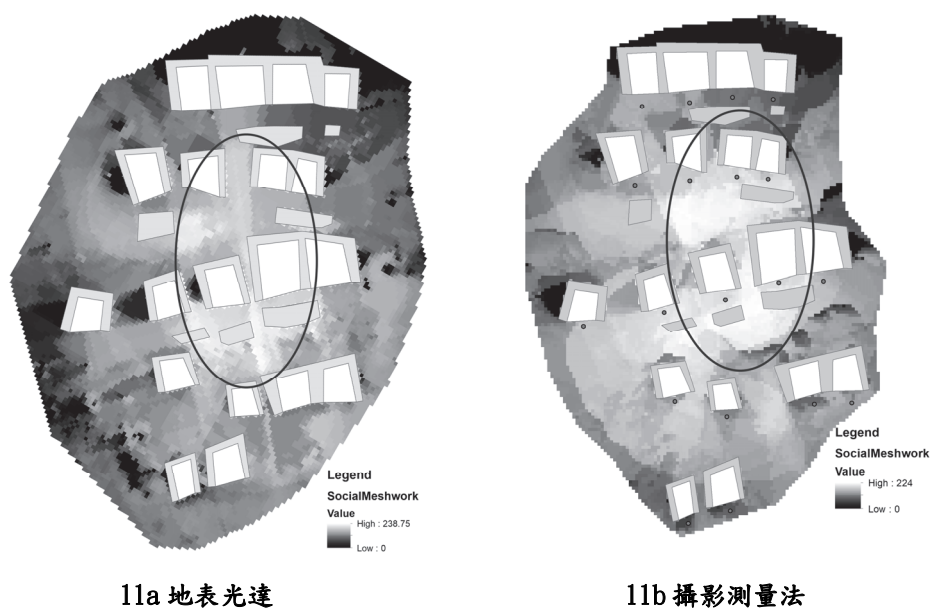 Legend
SocialMeshwork
Value
High : 238.75
Low : 0
Legend
SocialMeshwork
Value
High : 224
Low : 0
11a 地表光達
11b 攝影測量法